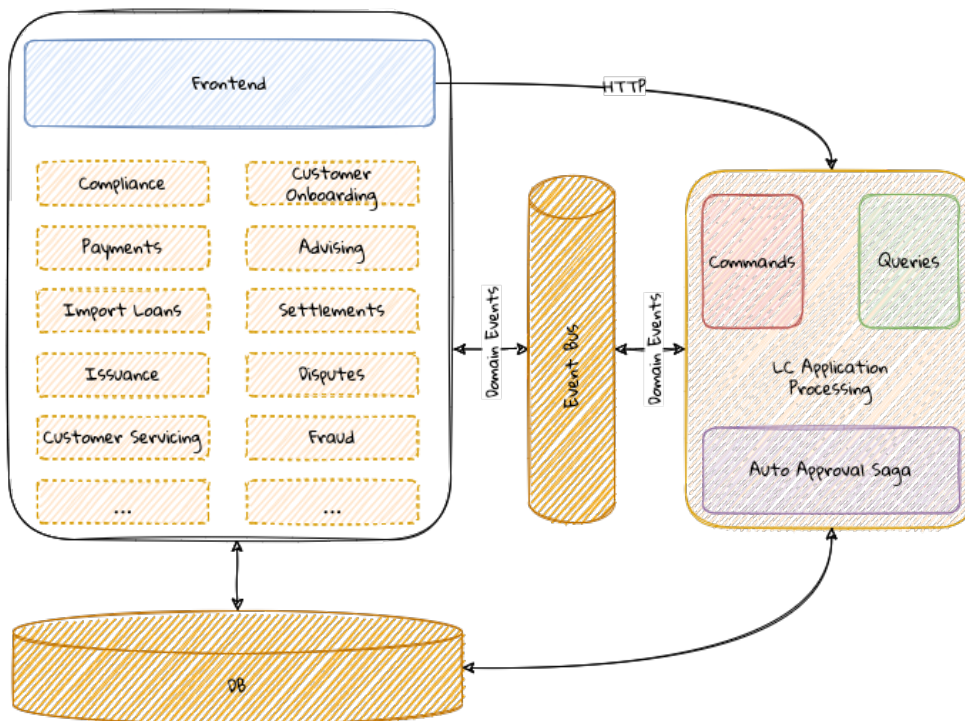 Frontend
HTTP
Compliance
Customer
Onboarding
Payments
Advising
Import Loans
Settlements
Issuance
Disputes
Customer Servicing
Fraud
...
...
Domain Events
Event Bus
Domain Events
Commands
Queries
LC Application
Processing
Auto Approval Saga
DB